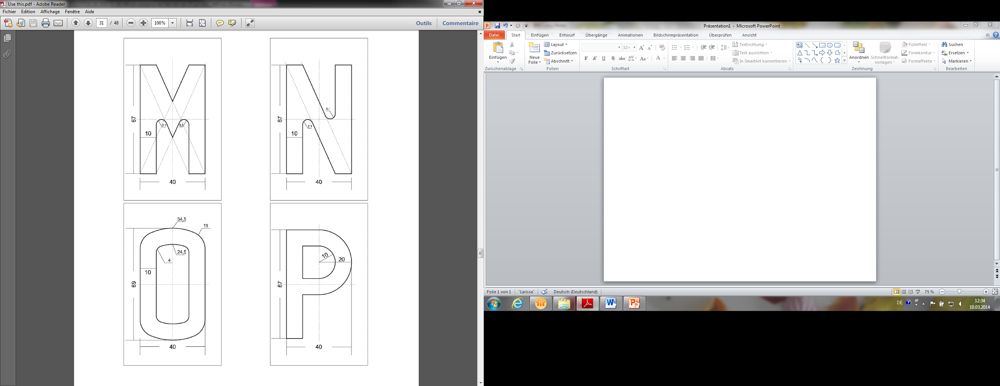 Use this.pdf - Adobe Reader
Fichier Edition Affichage Fenêtre Aide
31 / 48 100% Outils Commentaire
67
3,1 3,1
10
40
3,1
67
3,1
10
40
34,5
11
24,5
4
10
69
40
10
20
67
40
Präsentation1 - Microsoft PowerPoint
Datei Start Einfügen Entwurf Übergänge Animationen Bildschirmpräsentation Überprüfen Ansicht
Einfügen
Zwischenablage
Neue Folie
Layout
Zurücksetzen
Abschnitt
Folien
32+
F K U S abc AV Aa A
Schriftart
Textrichtung
Text ausrichten
In SmartArt konvertieren
Absatz
Anordnen
Schnellformat-
vorlagen
Fülleffekt
Formkontur
Formeffekte
Zeichnung
Suchen
Ersetzen
Markieren
Bearbeiten
Folie 1 von 1 "Larissa" Deutsch (Deutschland) 75 %
DE 12:34
10.03.2014